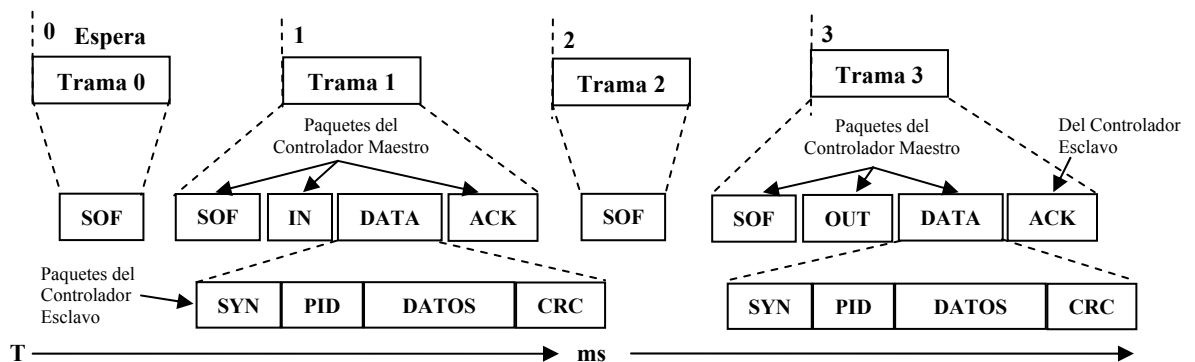 0 Espera 1 2 3
Trama 0 Trama 1 Trama 2 Trama 3
Paquetes del
Controlador Maestro
Paquetes del
Controlador Maestro
Del Controlador
Esclavo
SOF SOF IN DATA ACK SOF SOF OUT DATA ACK
Paquetes del
Controlador
Esclavo
SYN PID DATOS CRC SYN PID DATOS CRC
T ms